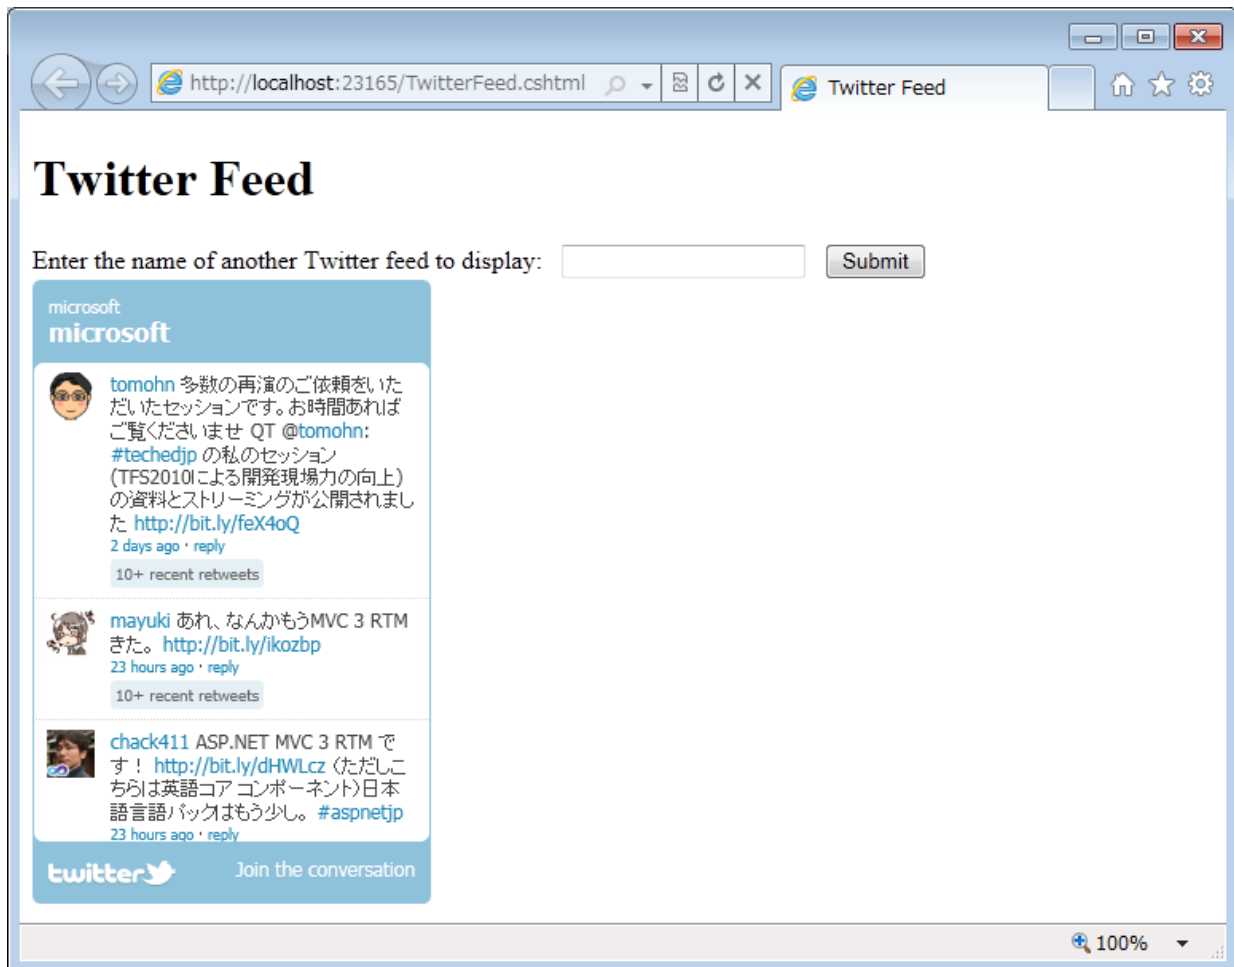 http://localhost:23165/TwitterFeed.cshtml
Twitter Feed
Twitter Feed
Enter the name of another Twitter feed to display:
Submit
microsoft
microsoft
tomohn 多数の再演のご依頼をいた
だいたセッションです。お時間あれば
ご覧くださいませ QT @tomohn:
#techedjp の私のセッション
(TFS2010による開発現場力の向上)
の資料とストリーミングが公開されまし
た http://bit.ly/feX4oQ
2 days ago · reply
10+ recent retweets
mayuki あれ、なんかもうMVC 3 RTM
きた。 http://bit.ly/ikozbp
23 hours ago · reply
10+ recent retweets
chack411 ASP.NET MVC 3 RTM で
す！ http://bit.ly/dHWLcz （ただしこ
ちらは英語コア コンポーネント）日本
語言語パックはもう少し。 #aspnetjp
23 hours ago · reply
twitter
Join the conversation
100%